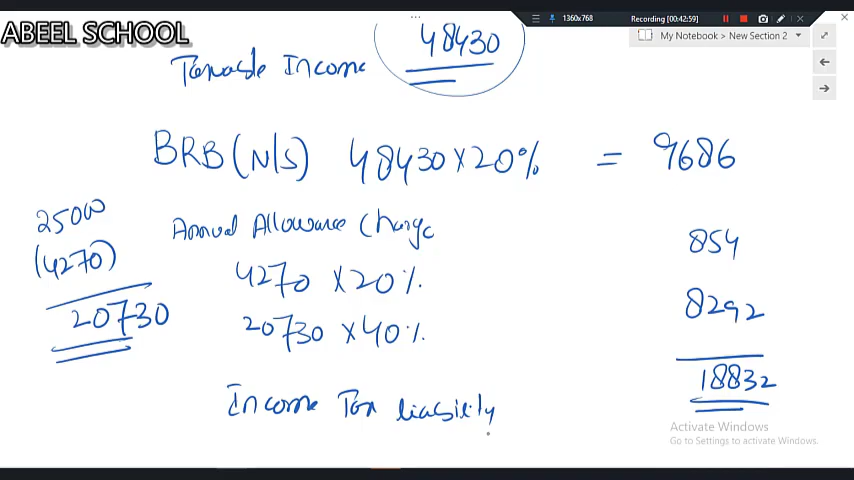 ABEEL SCHOOL
1360x768
Recording [00:42:59]
My Notebook > New Section 2
48430
Taxable Income
BRB (N/S) 48430 × 20% = 9686
25000
Annual Allowance Charge
(4270)
4270 × 20% 854
20730
20730 × 40% 8292
18832
Income Tax liability
Activate Windows
Go to Settings to activate Windows.